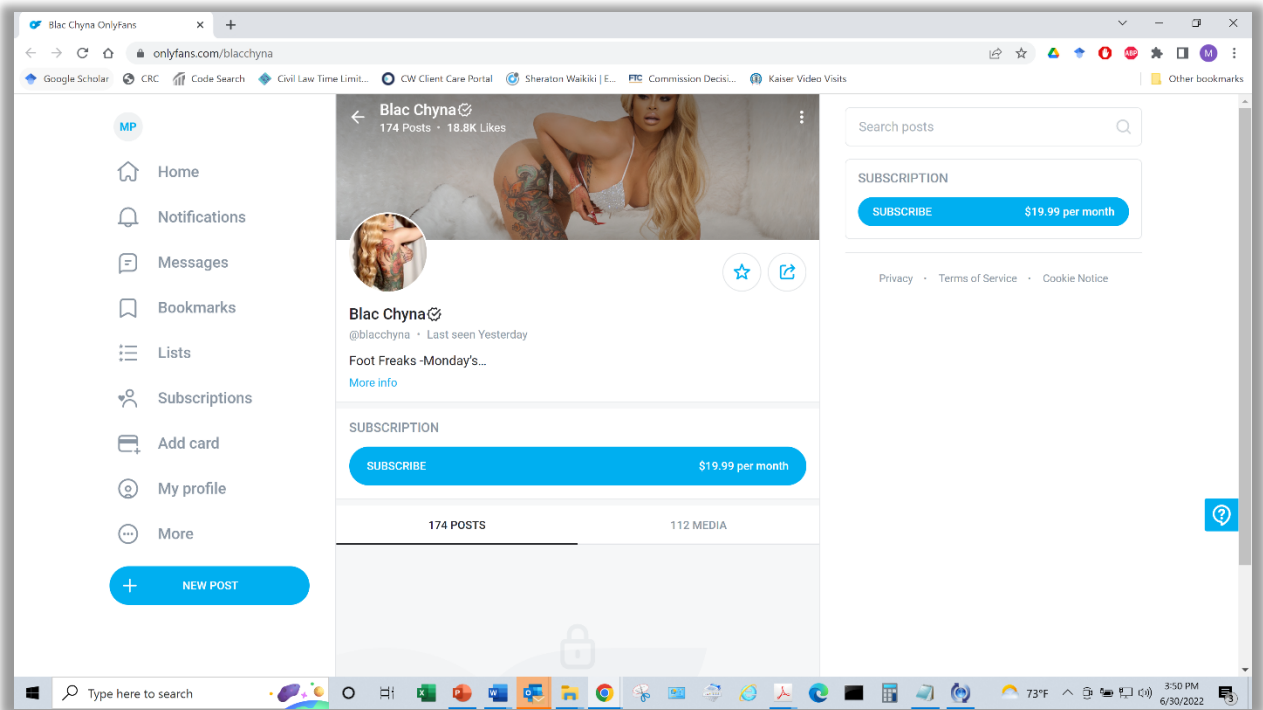 Blac Chyna OnlyFans
onlyfans.com/blacchyna
ABP
M
Google Scholar
CRC
Code Search
Civil Law Time Limit...
CW Client Care Portal
Sheraton Waikiki | E...
FTC Commission Decisi...
Kaiser Video Visits
Other bookmarks
MP
Home
Notifications
Messages
Bookmarks
Lists
Subscriptions
Add card
My profile
More
NEW POST
Blac Chyna
174 Posts · 18.8K Likes
Blac Chyna
@blacchyna · Last seen Yesterday
Foot Freaks -Monday's...
More info
SUBSCRIPTION
SUBSCRIBE $19.99 per month
174 POSTS
112 MEDIA
Search posts
SUBSCRIPTION
SUBSCRIBE $19.99 per month
Privacy · Terms of Service · Cookie Notice
Type here to search
73°F
3:50 PM
6/30/2022
3